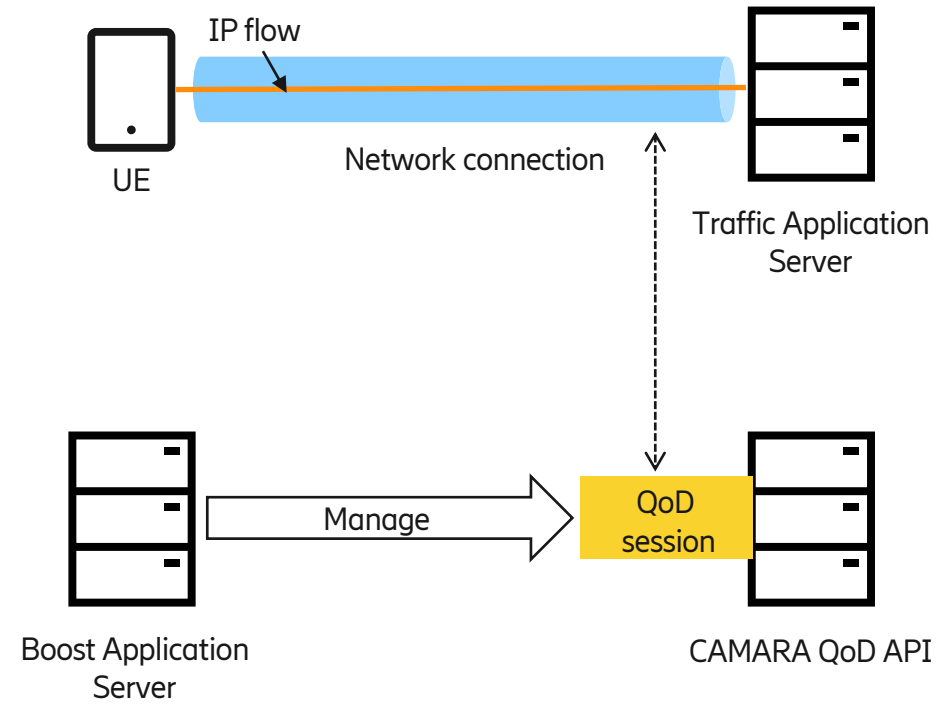 IP flow
UE
Network connection
Traffic Application
Server
Manage
QoD
session
Boost Application
Server
CAMARA QoD API